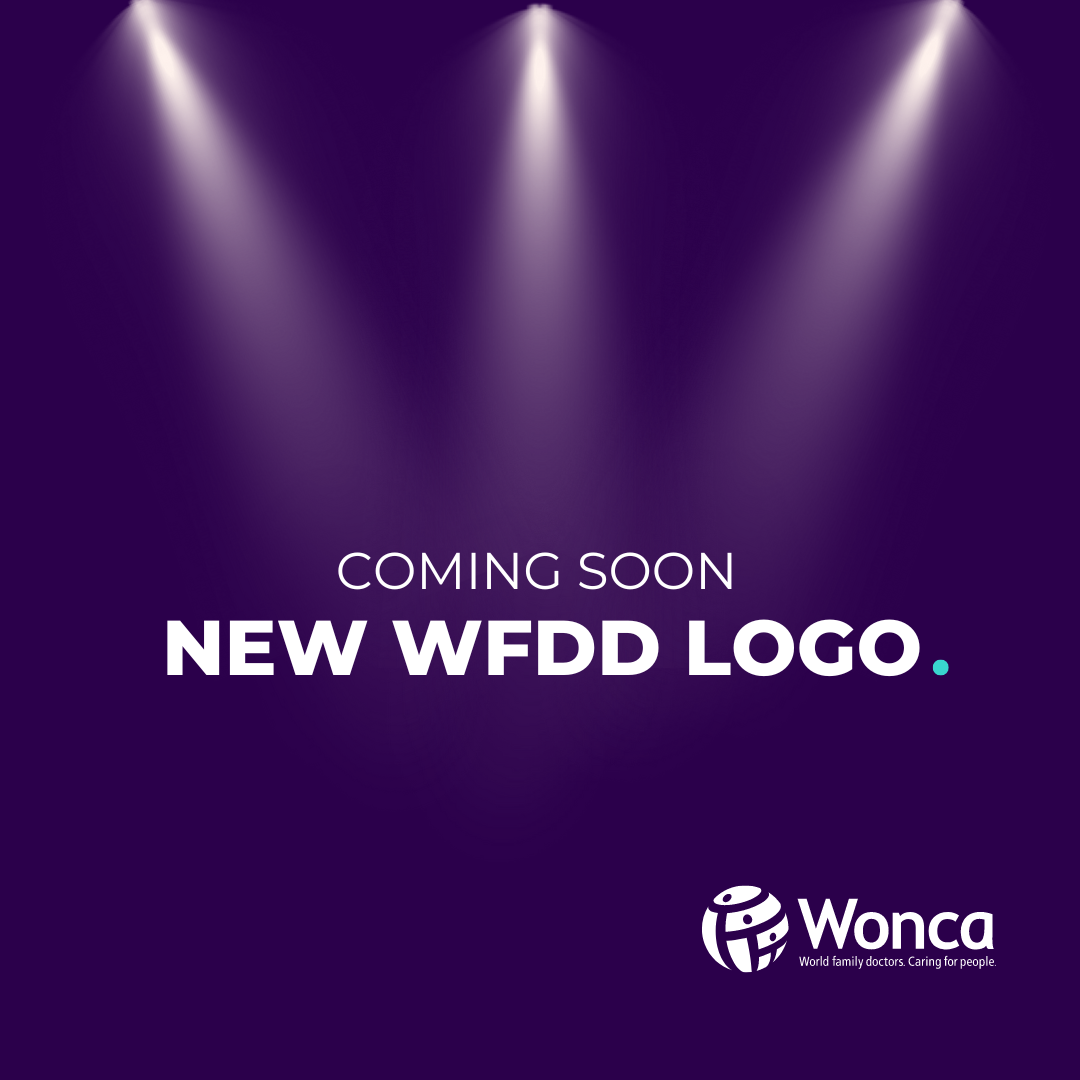 COMING SOON
NEW WFDD LOGO.
Wonca
World family doctors. Caring for people.